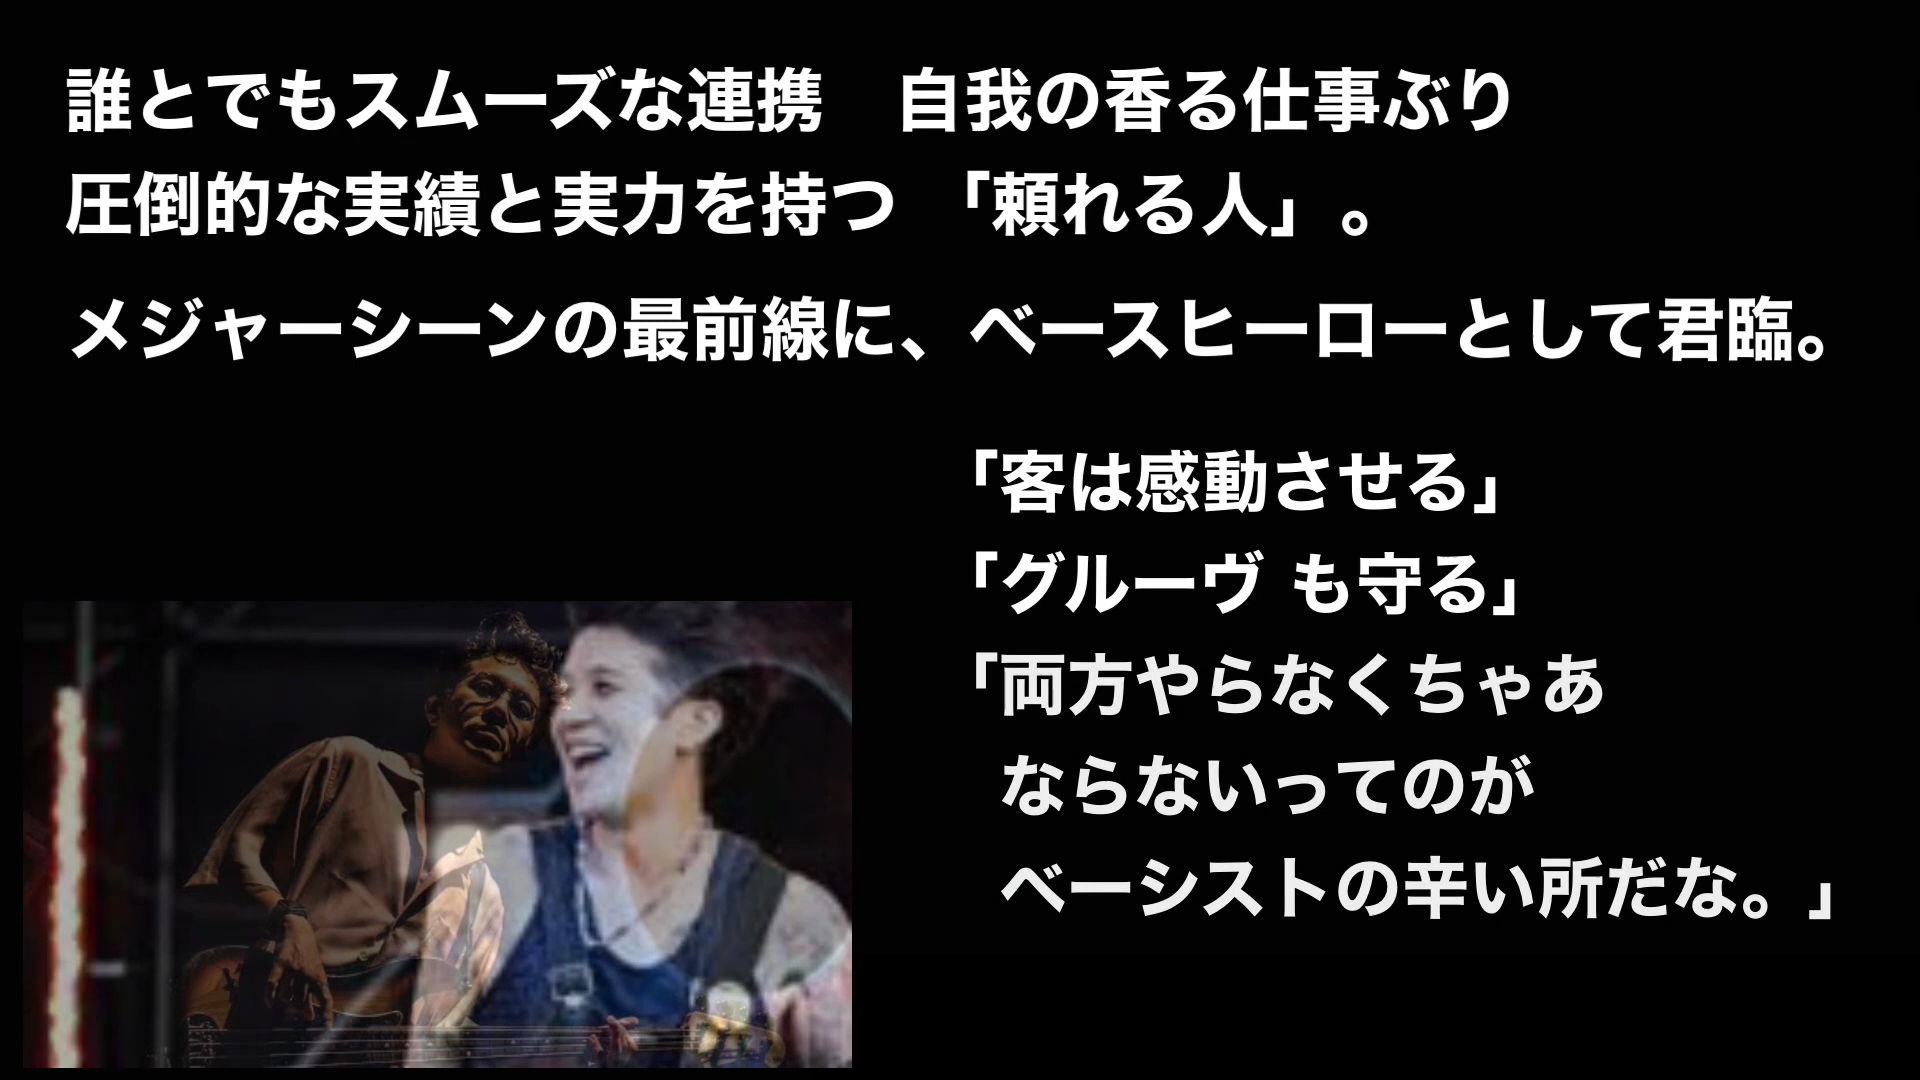 誰とでもスムーズな連携　自我の香る仕事ぶり
圧倒的な実績と実力を持つ　「頼れる人」。
メジャーシーンの最前線に、ベースヒーローとして君臨。
「客は感動させる」
「グルーヴ も守る」
「両方やらなくちゃあ
ならないってのが
ベーシストの辛い所だな。」